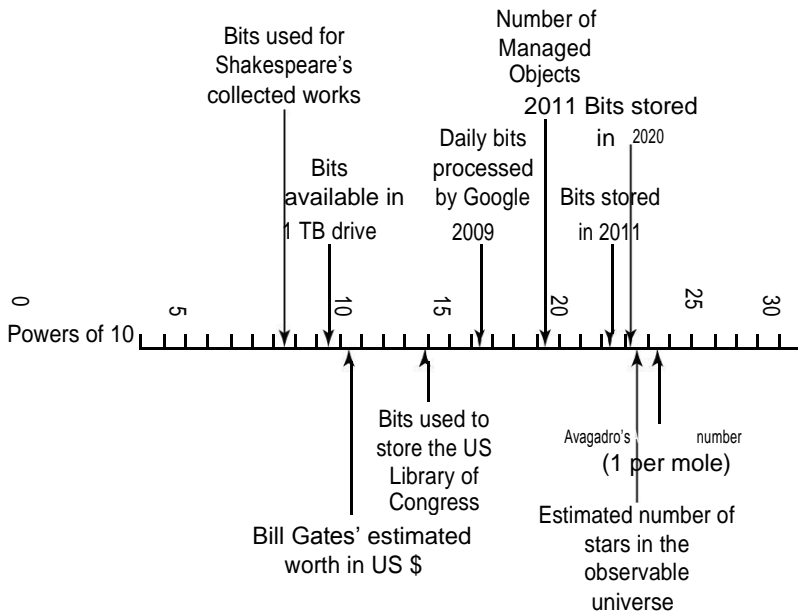 Number of
Managed
Objects
Bits used for
Shakespeare's
collected works
2011 Bits stored
in 2020
Daily bits
processed
by Google
2009
Bits
available in
1 TB drive
Bits stored
in 2011
0
5
10
15
20
25
30
Powers of 10
Bits used to
store the US
Library of
Congress
Avagadro's number
(1 per mole)
Bill Gates' estimated
worth in US $
Estimated number of
stars in the
observable
universe